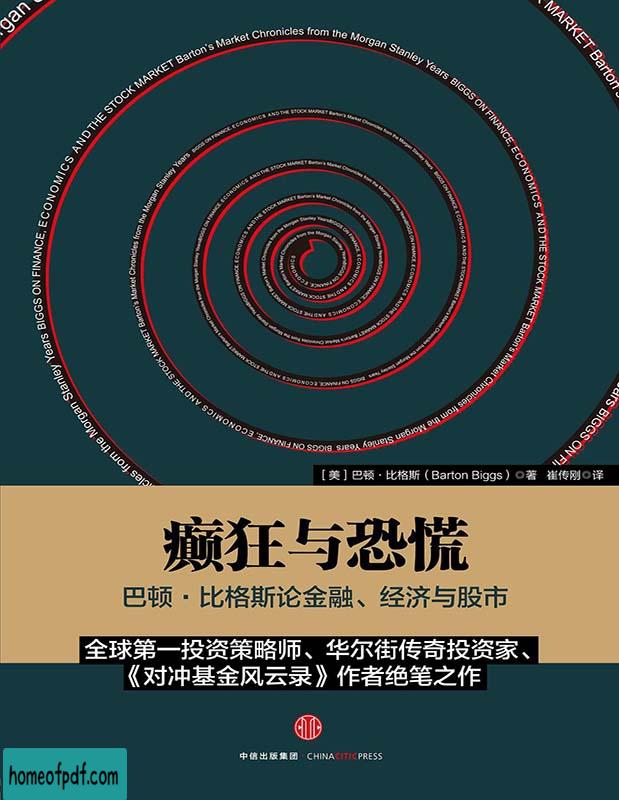 BIGGS ON FINANCE, ECONOMICS AND THE STOCK MARKET Barton's Market Chronicles from the Morgan Stanley Years
[美]巴顿·比格斯(Barton Biggs)◎著 崔传刚◎译
癫狂与恐慌
巴顿·比格斯论金融、经济与股市
全球第一投资策略师、华尔街传奇投资家、
《对冲基金风云录》作者绝笔之作
中信出版集团·CHINACITICPRESS
homeofpdf.com